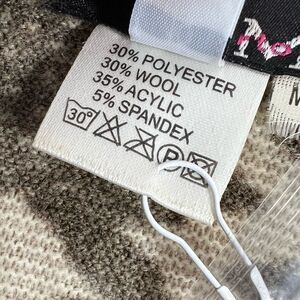 30% POLYESTER
30% WOOL
35% ACYLIC
5% SPANDEX
30° P
M